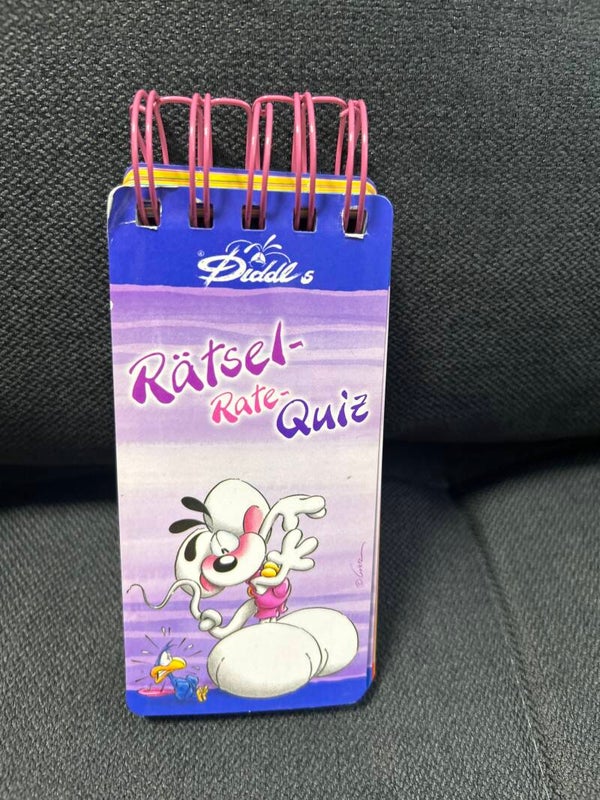 ® Diddl s
Rätsel-
Rate-
Quiz